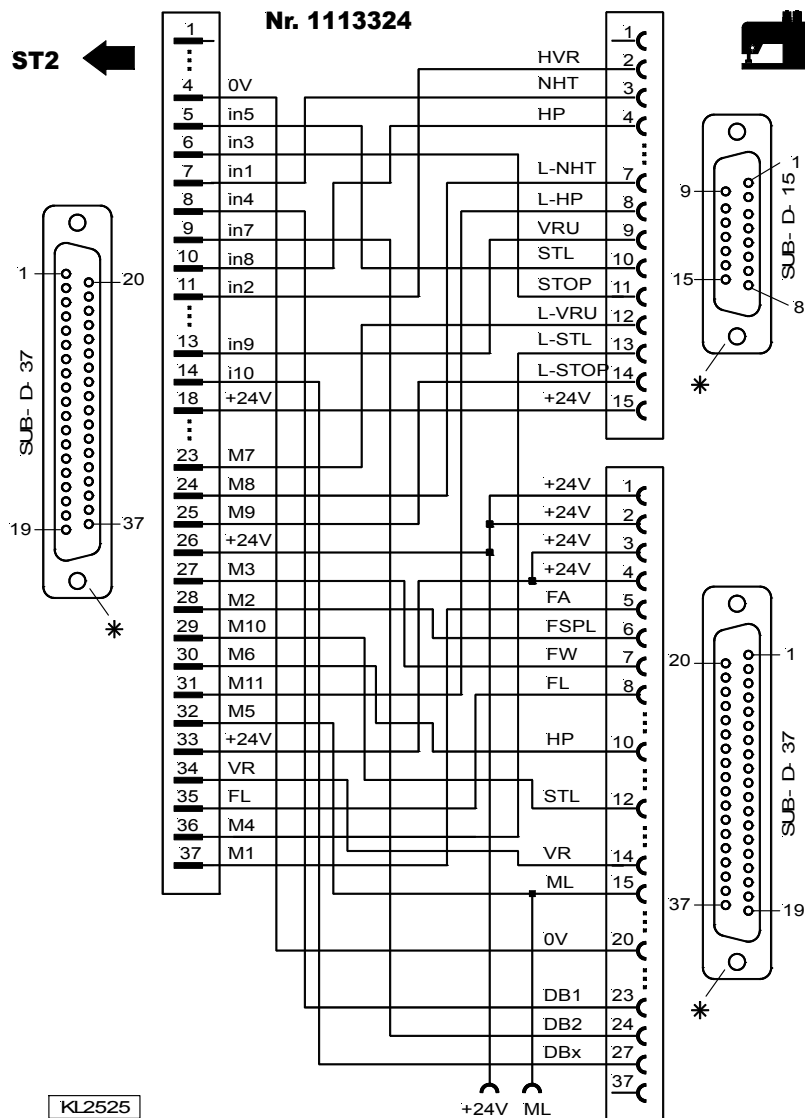 Nr. 1113324
ST2
1
4 0V
5 in5
6 in3
7 in1
8 in4
9 in7
10 in8
11 in2
13 in9
14 i10
18 +24V
23 M7
24 M8
25 M9
26 +24V
27 M3
28 M2
29 M10
30 M6
31 M11
32 M5
33 +24V
34 VR
35 FL
36 M4
37 M1
1
HVR 2
NHT 3
HP 4
L-NHT 7
L-HP 8
VRU 9
STL 10
STOP 11
L-VRU 12
L-STL 13
L-STOP 14
+24V 15
+24V 1
+24V 2
+24V 3
+24V 4
FA 5
FSPL 6
FW 7
FL 8
HP 10
STL 12
VR 14
ML 15
0V 20
DB1 23
DB2 24
DBx 27
37
+24V ML
1 20
SUB- D- 37
19 37
*
9 1
SUB- D- 15
15 8
*
20 1
SUB- D- 37
37 19
*
KL2525